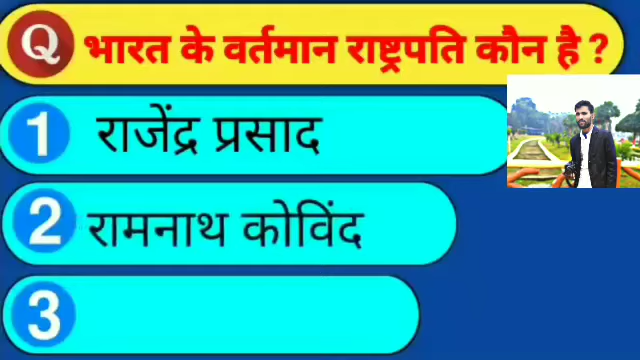 Q भारत के वर्तमान राष्ट्रपति कौन है ?
1 राजेंद्र प्रसाद
2 रामनाथ कोविंद
3